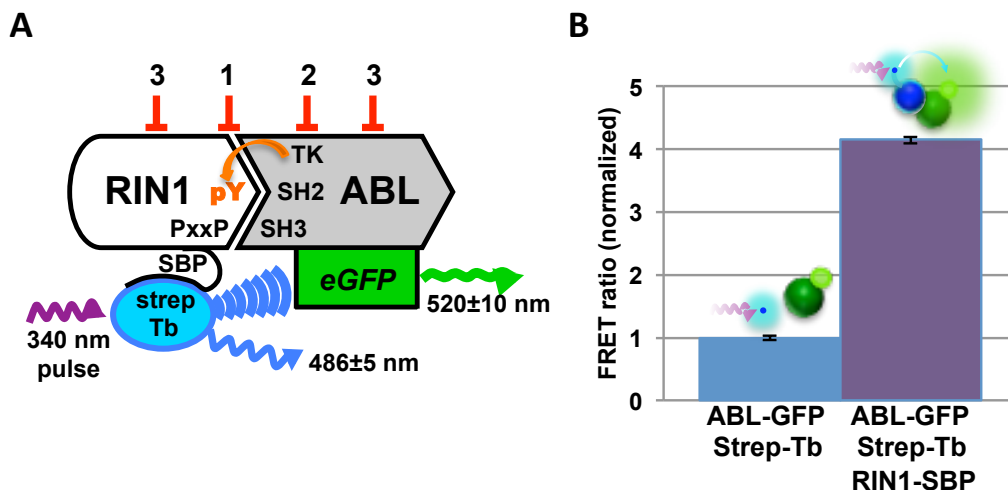 A
3 1 2 3
TK
RIN1 pY SH2 ABL
PxxP SH3
SBP
eGFP
strep
Tb
520±10 nm
340 nm
pulse
486±5 nm
B
FRET ratio (normalized)
5
4
3
2
1
0
ABL-GFP
Strep-Tb
ABL-GFP
Strep-Tb
RIN1-SBP